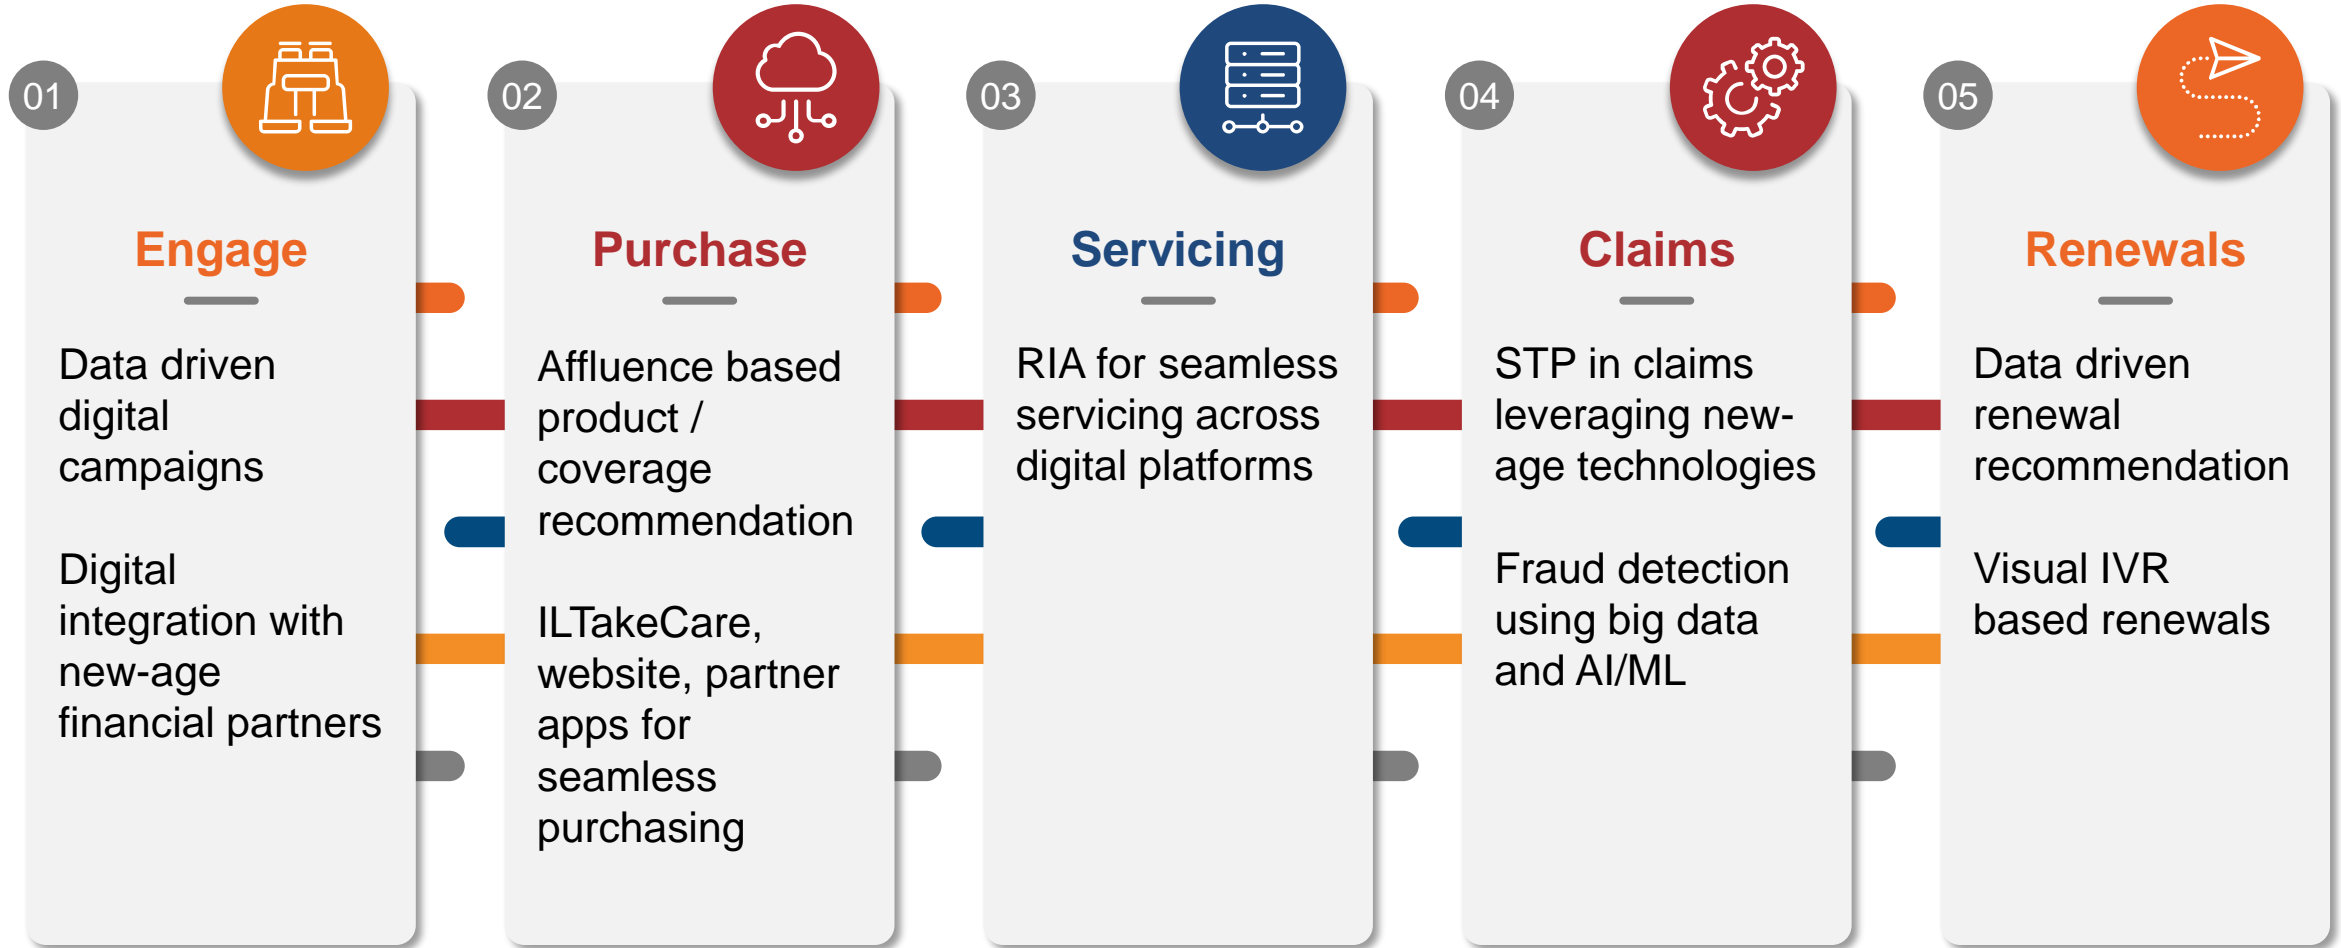 01
Engage
Data driven
digital
campaigns
Digital
integration with
new-age
financial partners
02
Purchase
Affluence based
product /
coverage
recommendation
ILTakeCare,
website, partner
apps for
seamless
purchasing
03
Servicing
RIA for seamless
servicing across
digital platforms
04
Claims
STP in claims
leveraging new-
age technologies
Fraud detection
using big data
and AI/ML
05
Renewals
Data driven
renewal
recommendation
Visual IVR
based renewals